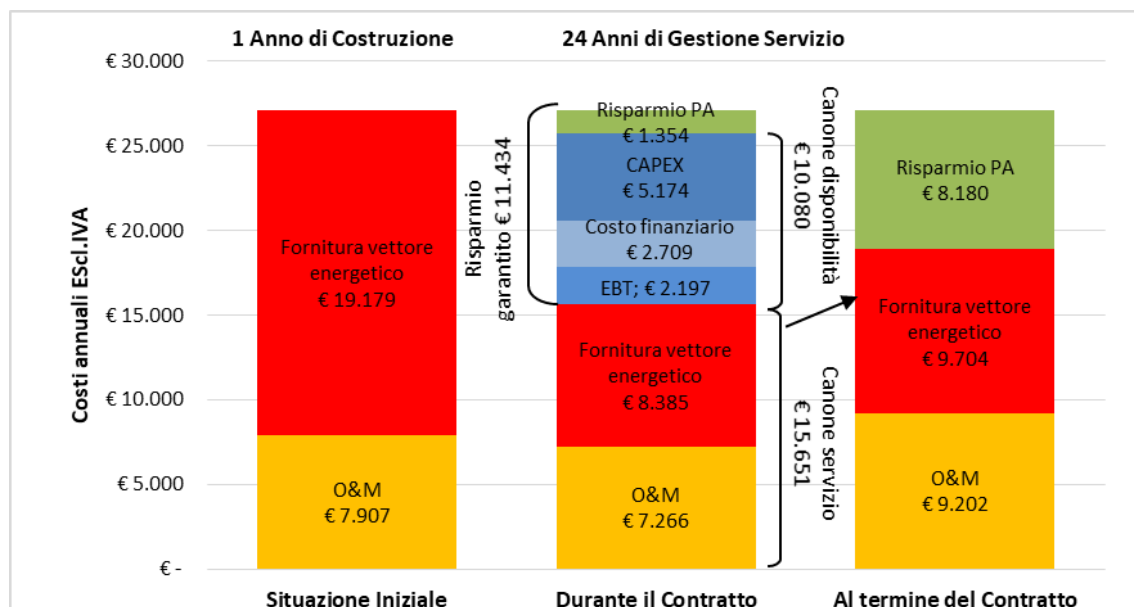 1 Anno di Costruzione
24 Anni di Gestione Servizio
Costi annuali EScl.IVA
€ 30.000
€ 25.000
€ 20.000
€ 15.000
€ 10.000
€ 5.000
€ -
Fornitura vettore
energetico
€ 19.179
O&M
€ 7.907
Risparmio
garantito € 11.434
Risparmio PA
€ 1.354
CAPEX
€ 5.174
Costo finanziario
€ 2.709
EBT; € 2.197
Fornitura vettore
energetico
€ 8.385
O&M
€ 7.266
Canone disponibilità
€ 10.080
Canone servizio
€ 15.651
Risparmio PA
€ 8.180
Fornitura vettore
energetico
€ 9.704
O&M
€ 9.202
Situazione Iniziale
Durante il Contratto
Al termine del Contratto